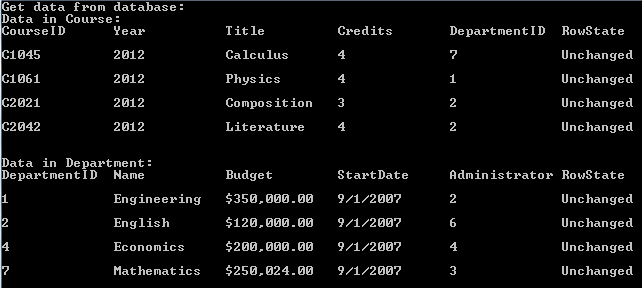 Get data from database:
Data in Course:
CourseID Year Title Credits DepartmentID RowState
C1045 2012 Calculus 4 7 Unchanged
C1061 2012 Physics 4 1 Unchanged
C2021 2012 Composition 3 2 Unchanged
C2042 2012 Literature 4 2 Unchanged
Data in Department:
DepartmentID Name Budget StartDate Administrator RowState
1 Engineering $350,000.00 9/1/2007 2 Unchanged
2 English $120,000.00 9/1/2007 6 Unchanged
4 Economics $200,000.00 9/1/2007 4 Unchanged
7 Mathematics $250,024.00 9/1/2007 3 Unchanged